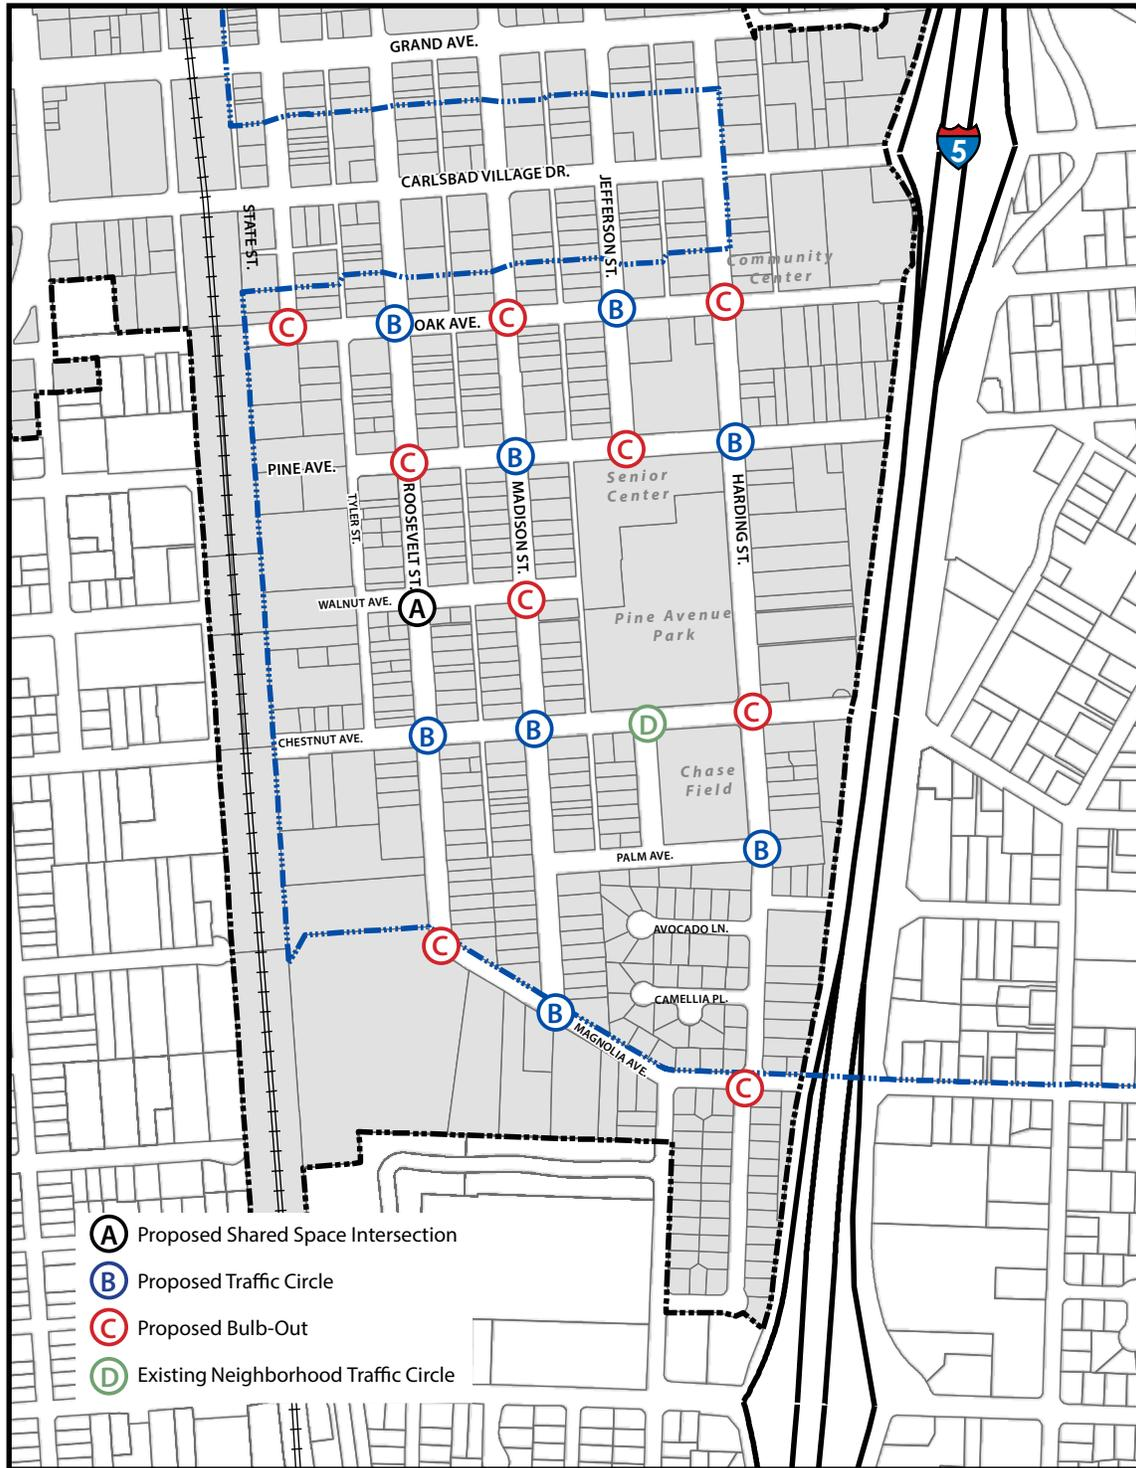 GRAND AVE.
5
CARLSBAD VILLAGE DR.
STATE ST.
JEFFERSON ST.
Community
Center
C
B
OAK AVE.
C
B
C
PINE AVE.
C
B
C
B
Senior
Center
TYLER ST.
ROOSEVELT ST.
MADISON ST.
HARDING ST.
WALNUT AVE.
A
C
Pine Avenue
Park
CHESTNUT AVE.
B
B
D
C
Chase
Field
PALM AVE.
B
AVOCADO LN.
C
CAMELLIA PL.
B
MAGNOLIA AVE.
C
A Proposed Shared Space Intersection
B Proposed Traffic Circle
C Proposed Bulb-Out
D Existing Neighborhood Traffic Circle